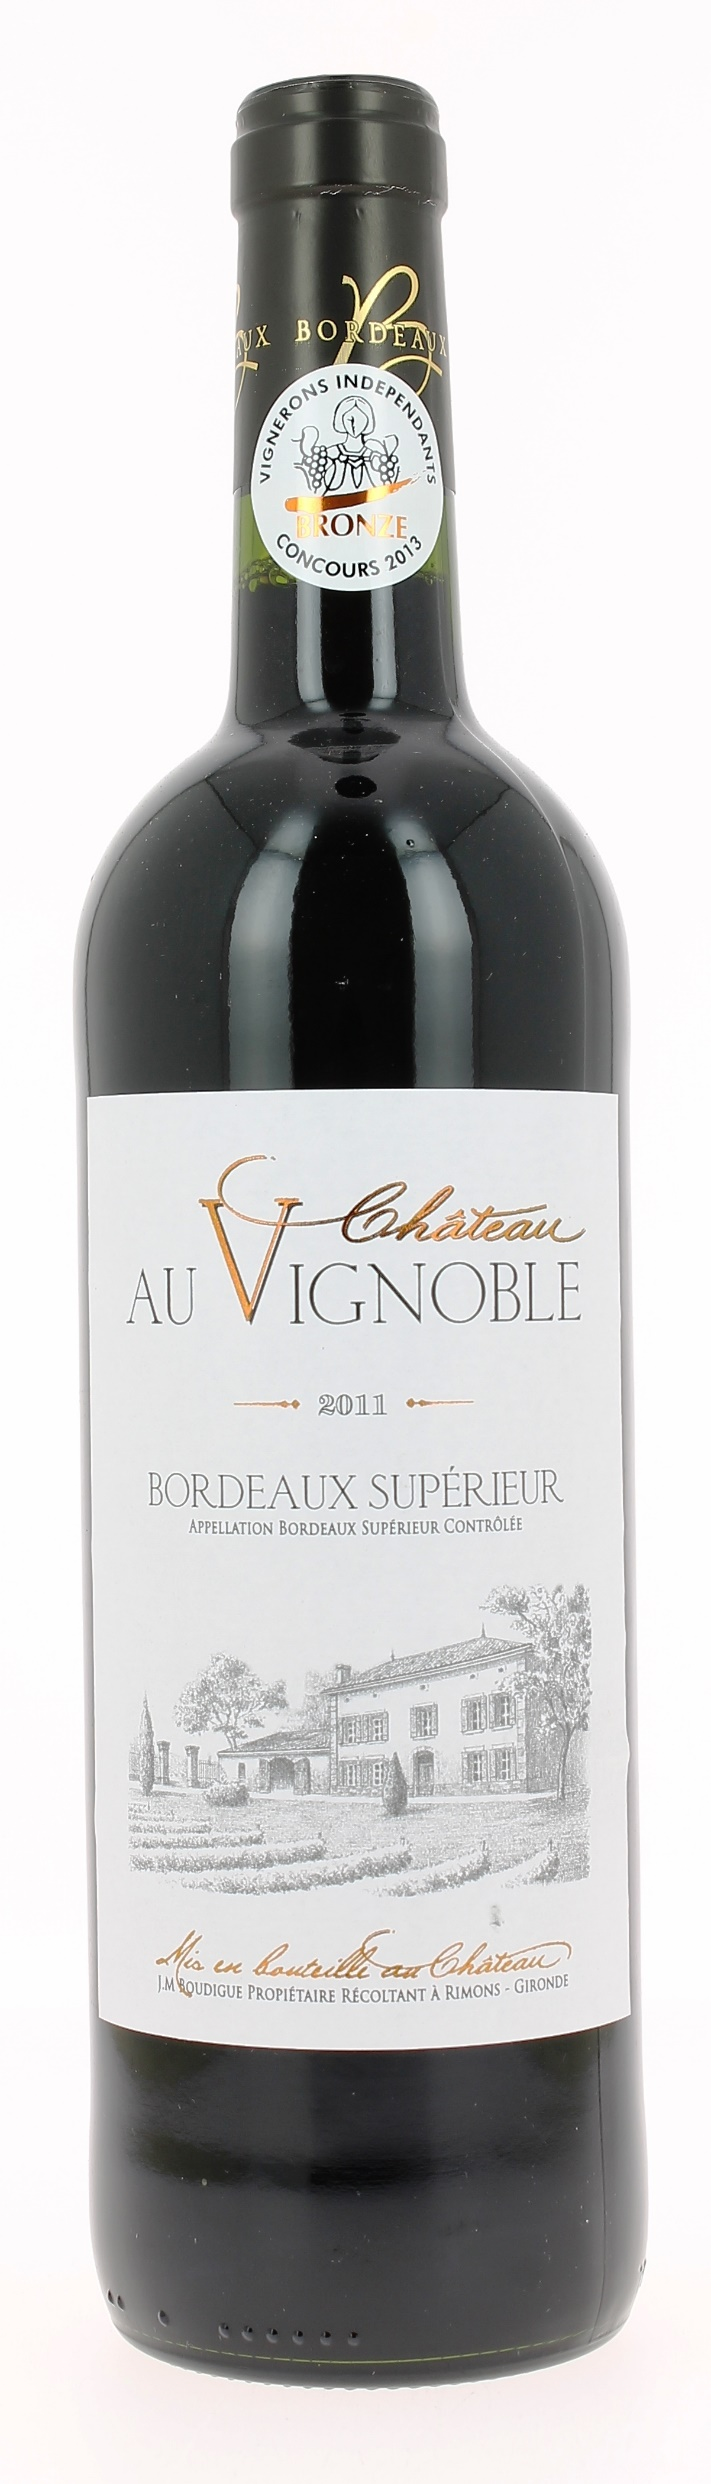 BORDEAUX
VIGNERONS INDEPENDANTS
BRONZE
CONCOURS 2013
Château
AU VIGNOBLE
2011
BORDEAUX SUPÉRIEUR
APPELLATION BORDEAUX SUPÉRIEUR CONTRÔLÉE
Mis en bouteille au Château
J.M BOUDIGUE PROPIÉTAIRE RÉCOLTANT À RIMONS - GIRONDE